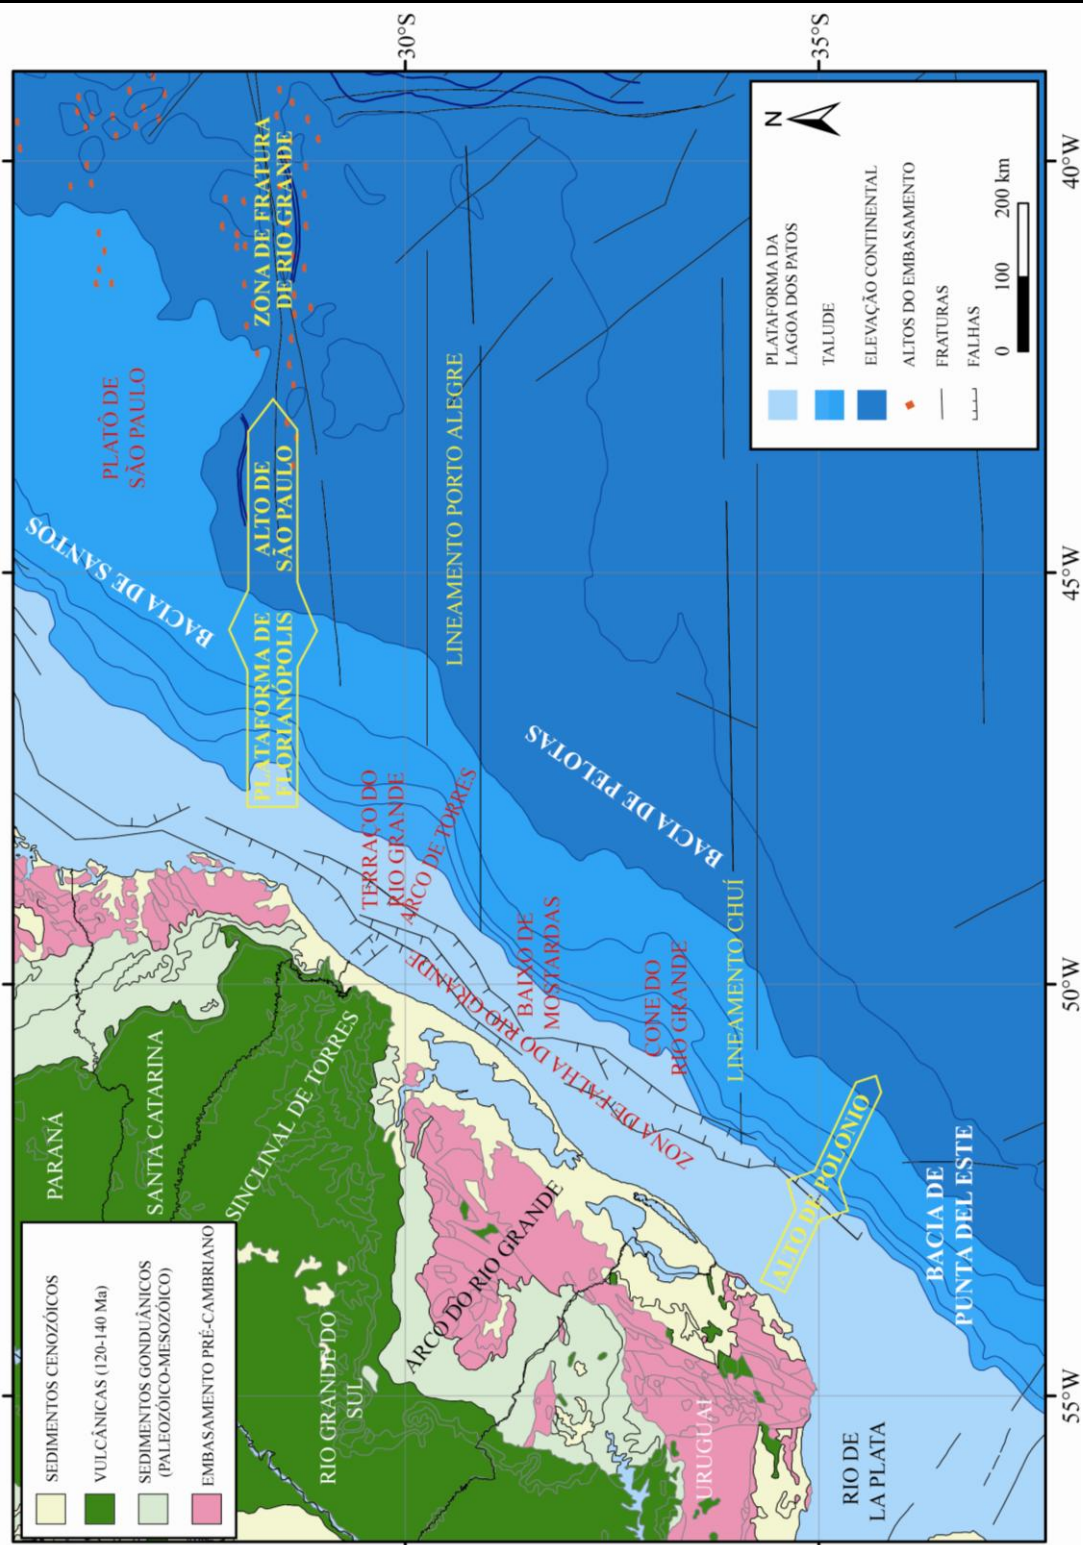 SEDIMENTOS CENOZÓICOS
VULCÂNICAS (120-140 Ma)
SEDIMENTOS GONDUÂNICOS
(PALEOZÓICO-MESOZÓICO)
EMBASAMENTO PRÉ-CAMBRIANO
PARANÁ
SANTA CATARINA
SINCLINAL DE TORRES
RIO GRANDE DO
SUL
ARCO DO RIO GRANDE
URUGUAI
RIO DE
LA PLATA
BACIA DE SANTOS
PLATÔ DE
SÃO PAULO
PLATAFORMA DE
FLORIANÓPOLIS
ALTO DE
SÃO PAULO
ZONA DE FRATURA
DE RIO GRANDE
TERRAÇO DO
RIO GRANDE
ARCO DE TORRES
LINEAMENTO PORTO ALEGRE
ZONA DE FALHA DO RIO GRANDE
BAIXO DE
MOSTARDAS
BACIA DE PELOTAS
CONE DO
RIO GRANDE
LINEAMENTO CHUÍ
ALTO DE POLONIO
BACIA DE
PUNTA DEL ESTE
PLATAFORMA DA
LAGOA DOS PATOS
TALUDE
ELEVAÇÃO CONTINENTAL
ALTOS DO EMBASAMENTO
FRATURAS
FALHAS
N
0 100 200 km
30°S
35°S
55°W
50°W
45°W
40°W